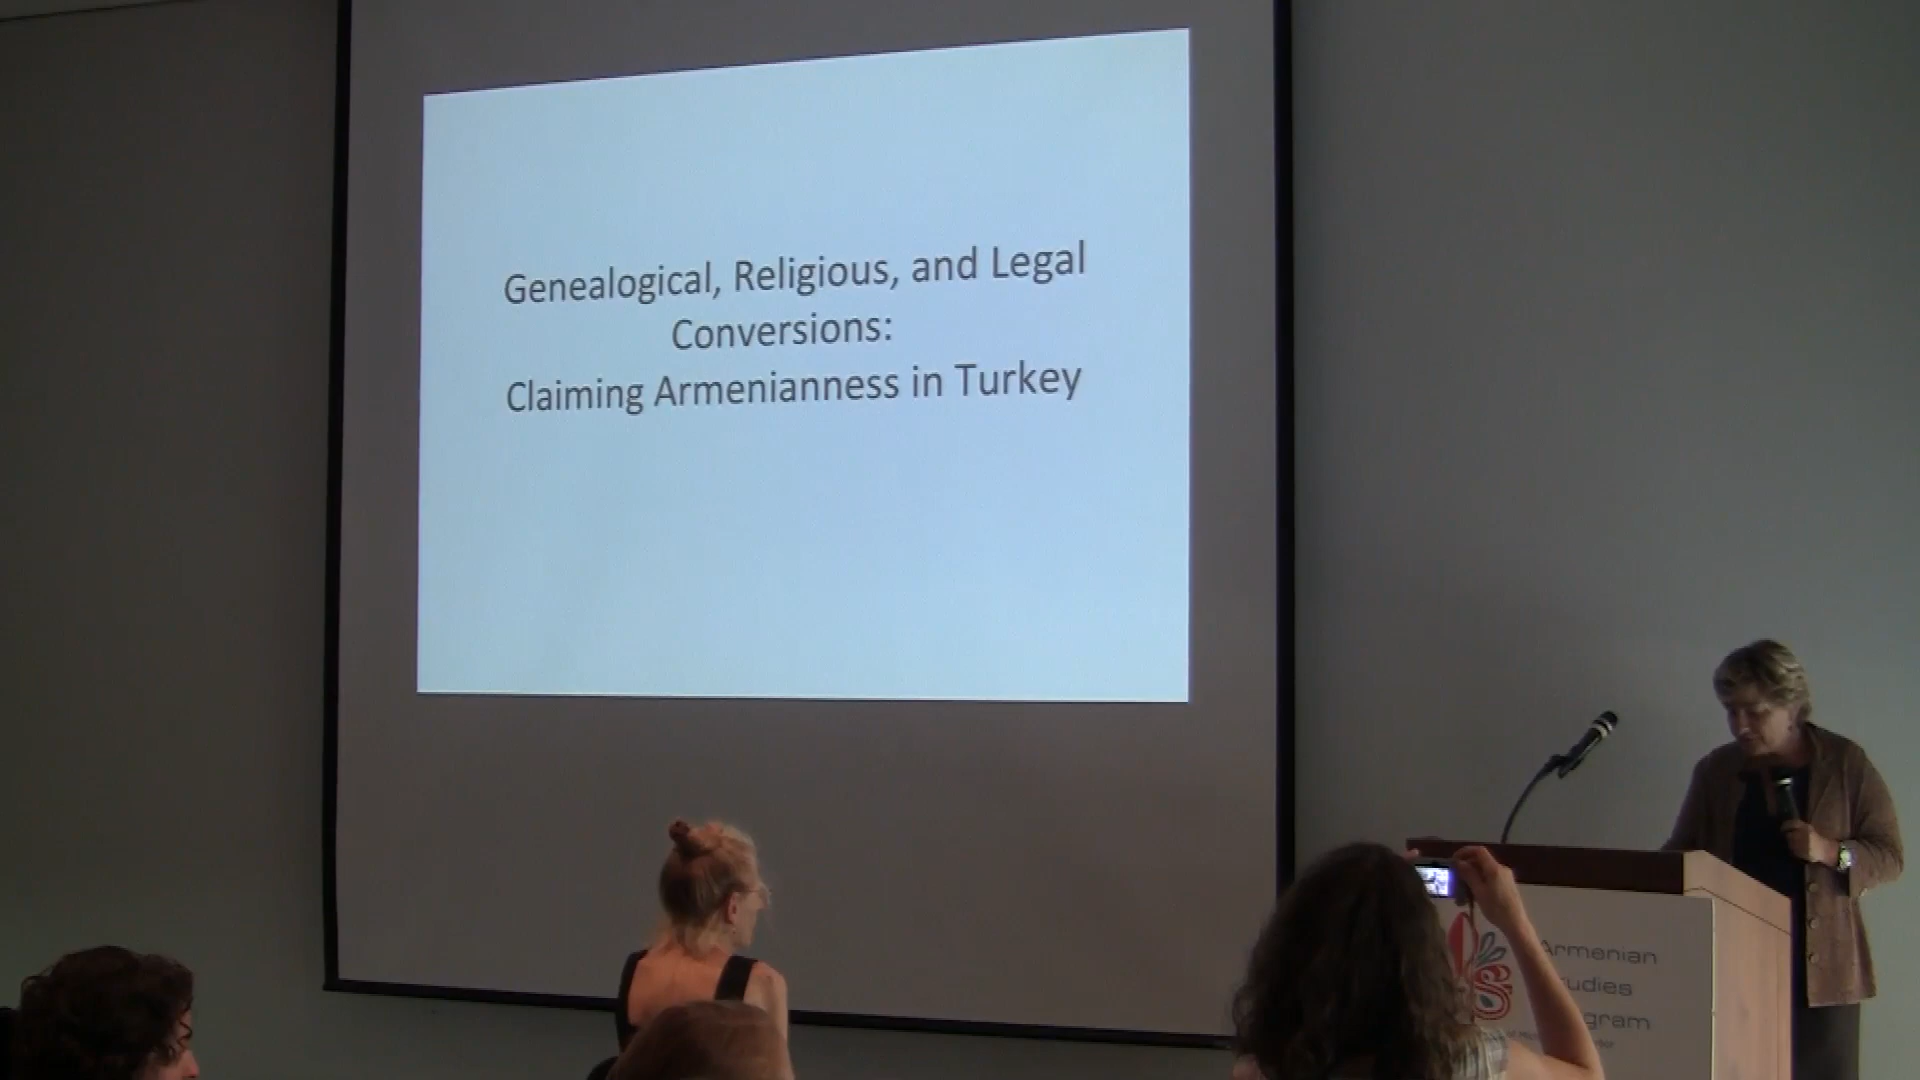 Genealogical, Religious, and Legal
Conversions:
Claiming Armenianness in Turkey
Armenian
udies
gram